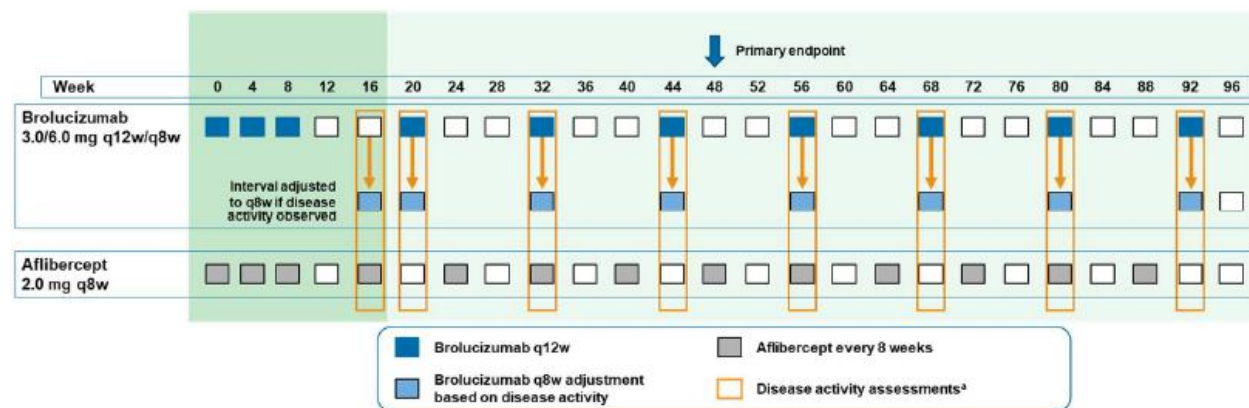 Primary endpoint
Week 0 4 8 12 16 20 24 28 32 36 40 44 48 52 56 60 64 68 72 76 80 84 88 92 96
Brolucizumab
3.0/6.0 mg q12w/q8w
Interval adjusted
to q8w if disease
activity observed
Aflibercept
2.0 mg q8w
Brolucizumab q12w
Aflibercept every 8 weeks
Brolucizumab q8w adjustment
based on disease activity
Disease activity assessmentsᵃ